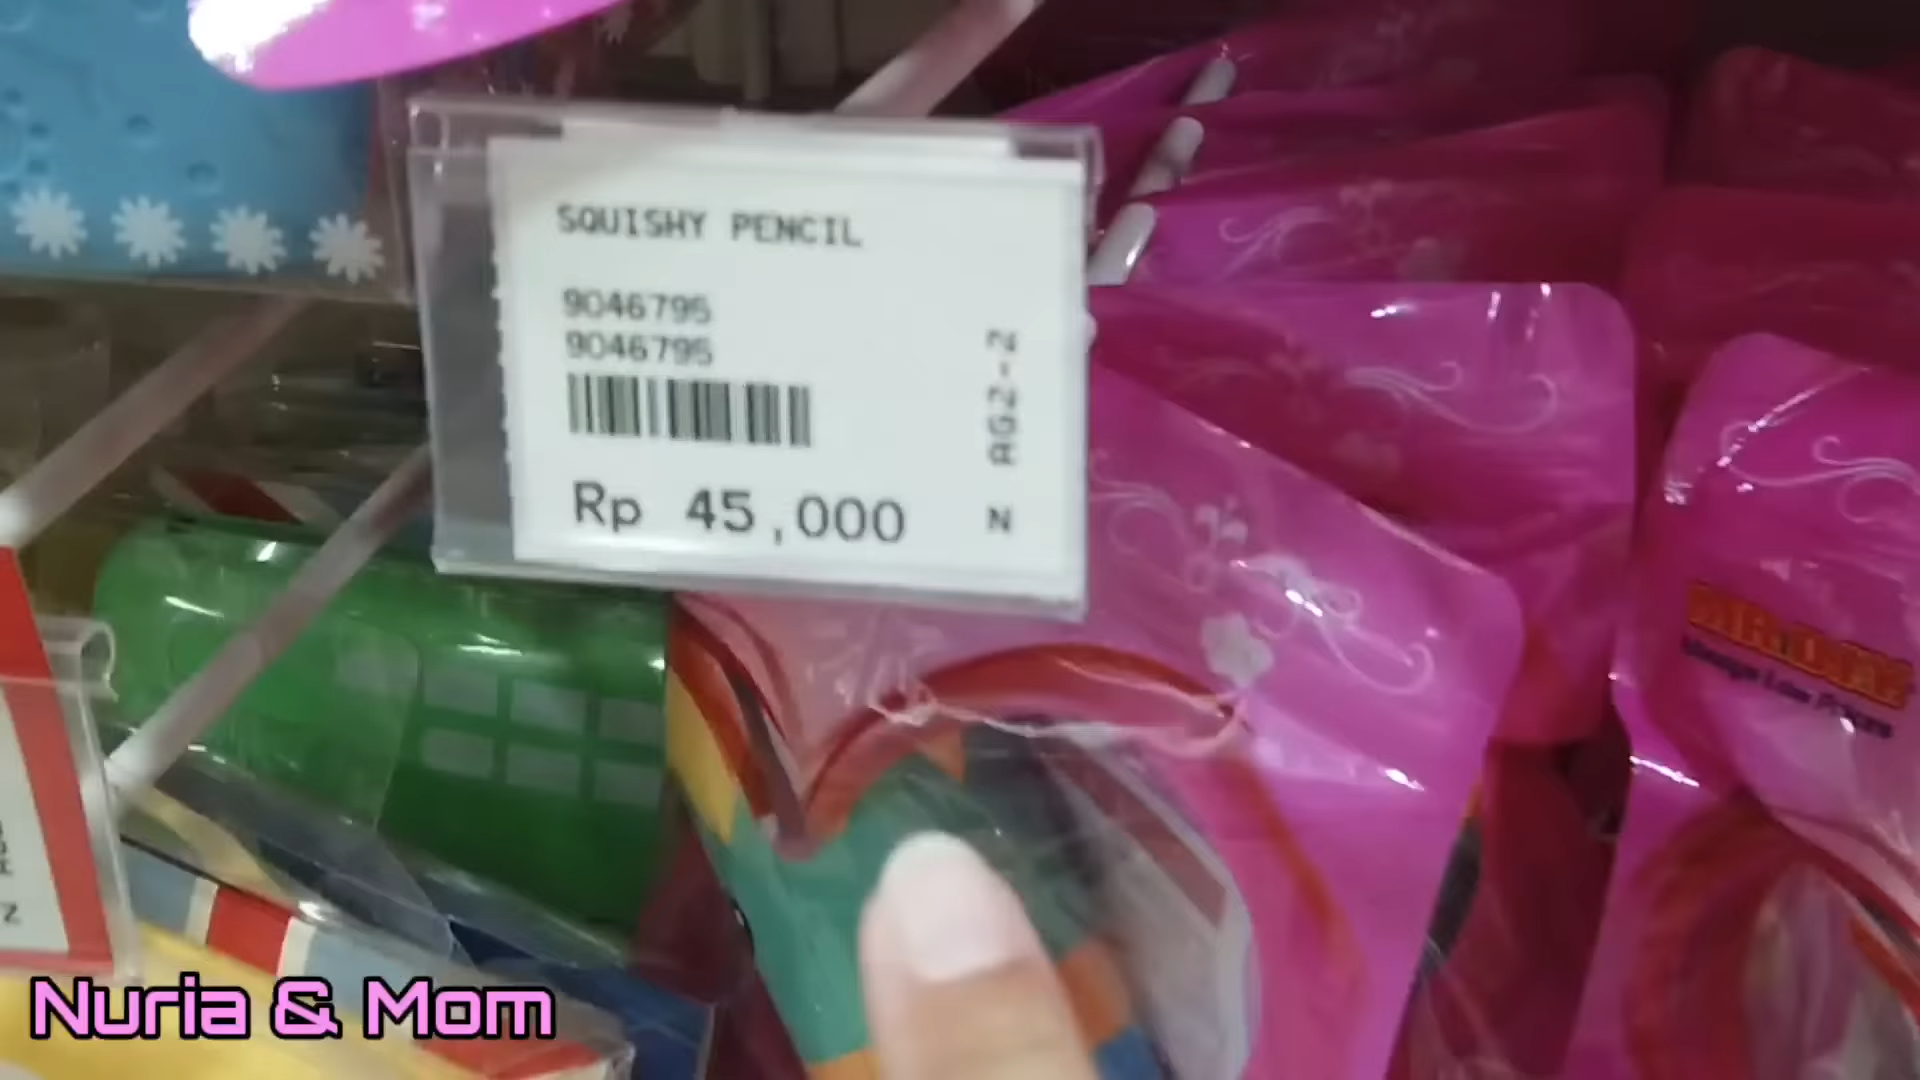 SQUISHY PENCIL
9046795
9046795
AG2-2
Rp 45,000
N
Nuria & Mom